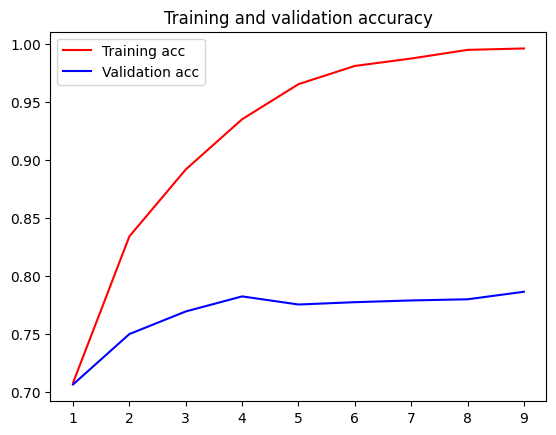 Training and validation accuracy
Training acc
Validation acc
1.00
0.95
0.90
0.85
0.80
0.75
0.70
1 2 3 4 5 6 7 8 9